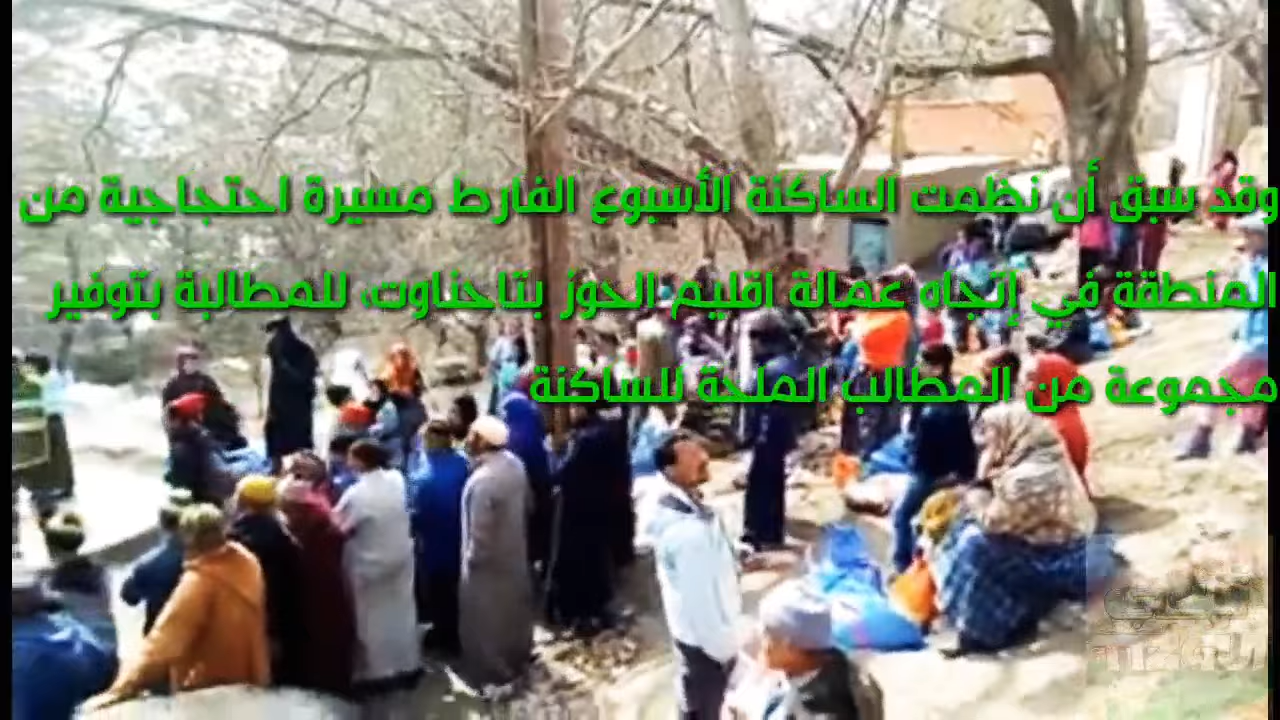 وقد سبق أن نظمت الساكنة الأسبوع الفارط مسيرة احتجاجية من
المنطقة في إتجاه عمالة اقليم الحوز بتاحناوت، للمطالبة بتوفير
مجموعة من المطالب الملحة للساكنة